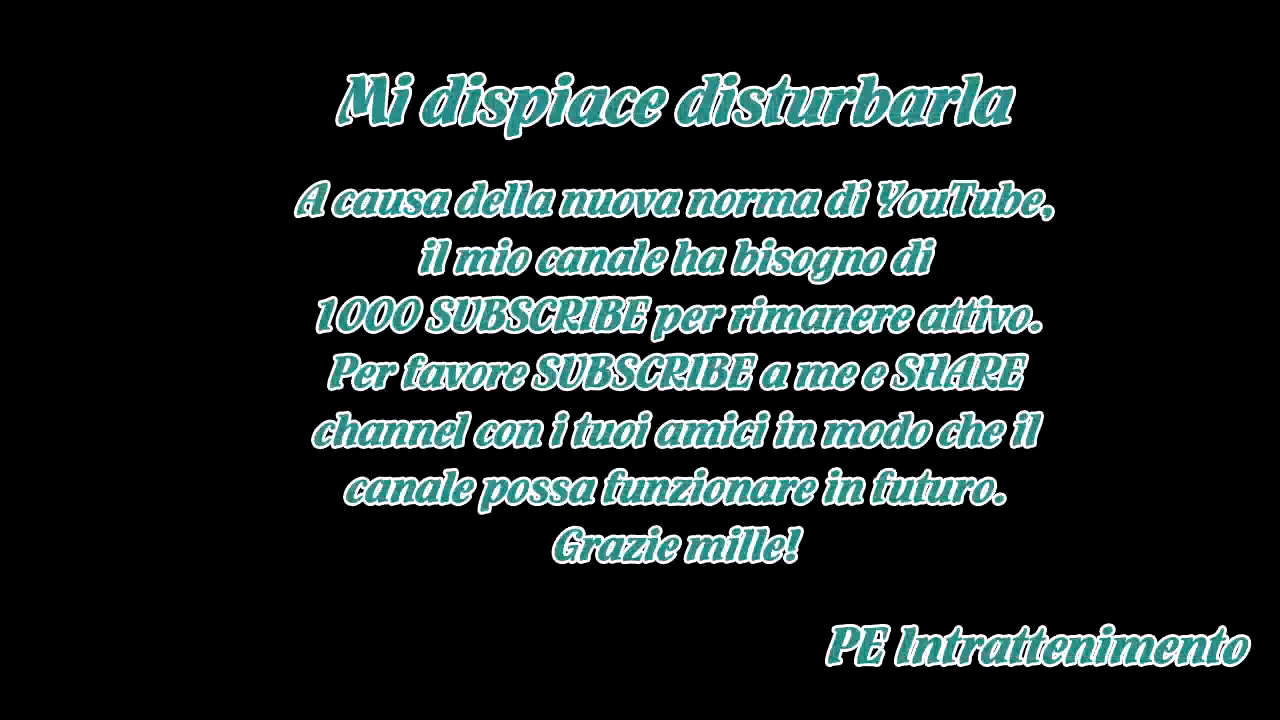 Mi dispiace disturbarla
A causa della nuova norma di YouTube,
il mio canale ha bisogno di
1000 SUBSCRIBE per rimanere attivo.
Per favore SUBSCRIBE a me e SHARE
channel con i tuoi amici in modo che il
canale possa funzionare in futuro.
Grazie mille!
PE Intrattenimento